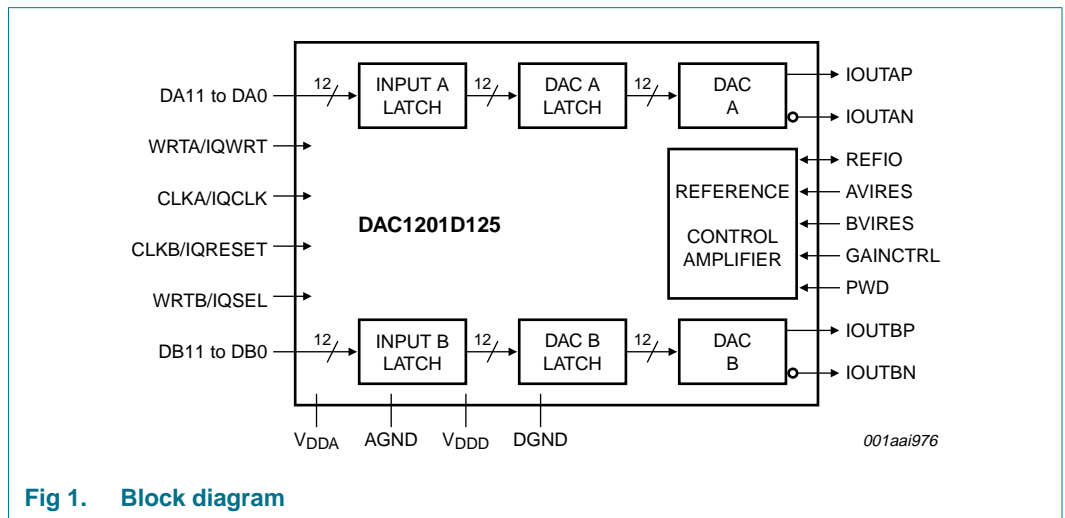 DA11 to DA0
12
INPUT A
LATCH
12
DAC A
LATCH
12
DAC
A
IOUTAP
IOUTAN
WRTA/IQWRT
CLKA/IQCLK
CLKB/IQRESET
WRTB/IQSEL
DAC1201D125
REFERENCE
CONTROL
AMPLIFIER
REFIO
AVIRES
BVIRES
GAINCTRL
PWD
DB11 to DB0
12
INPUT B
LATCH
12
DAC B
LATCH
12
DAC
B
IOUTBP
IOUTBN
VDDA
AGND
VDDD
DGND
001aai976
Fig 1. Block diagram